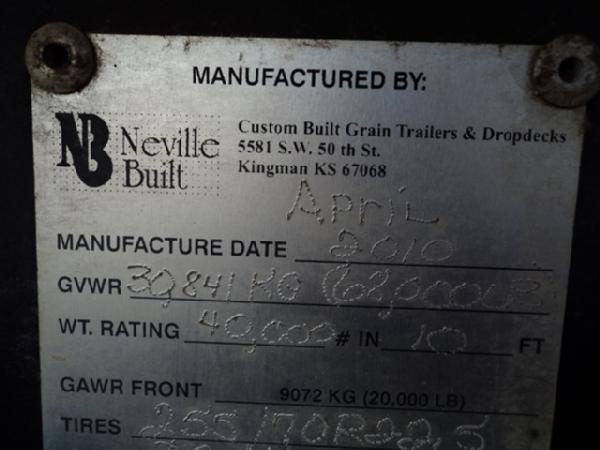 MANUFACTURED BY:
NB Neville Built
Custom Built Grain Trailers & Dropdecks
5581 S.W. 50 th St.
Kingman KS 67068
April
MANUFACTURE DATE 2010
GVWR 30,841 KG (68,000 LB
WT. RATING 40,000 # IN 10 FT
GAWR FRONT 9072 KG (20,000 LB)
TIRES 255/70R22.5